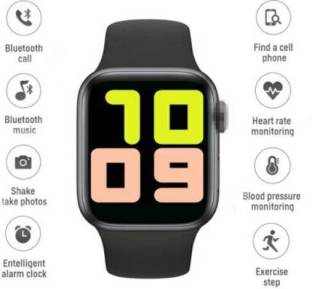 Bluetooth
call
Bluetooth
music
Shake
take photos
Entelligent
alarm clock
10
09
Find a cell
phone
Heart rate
monitoring
Blood pressure
monitoring
Exercise
step